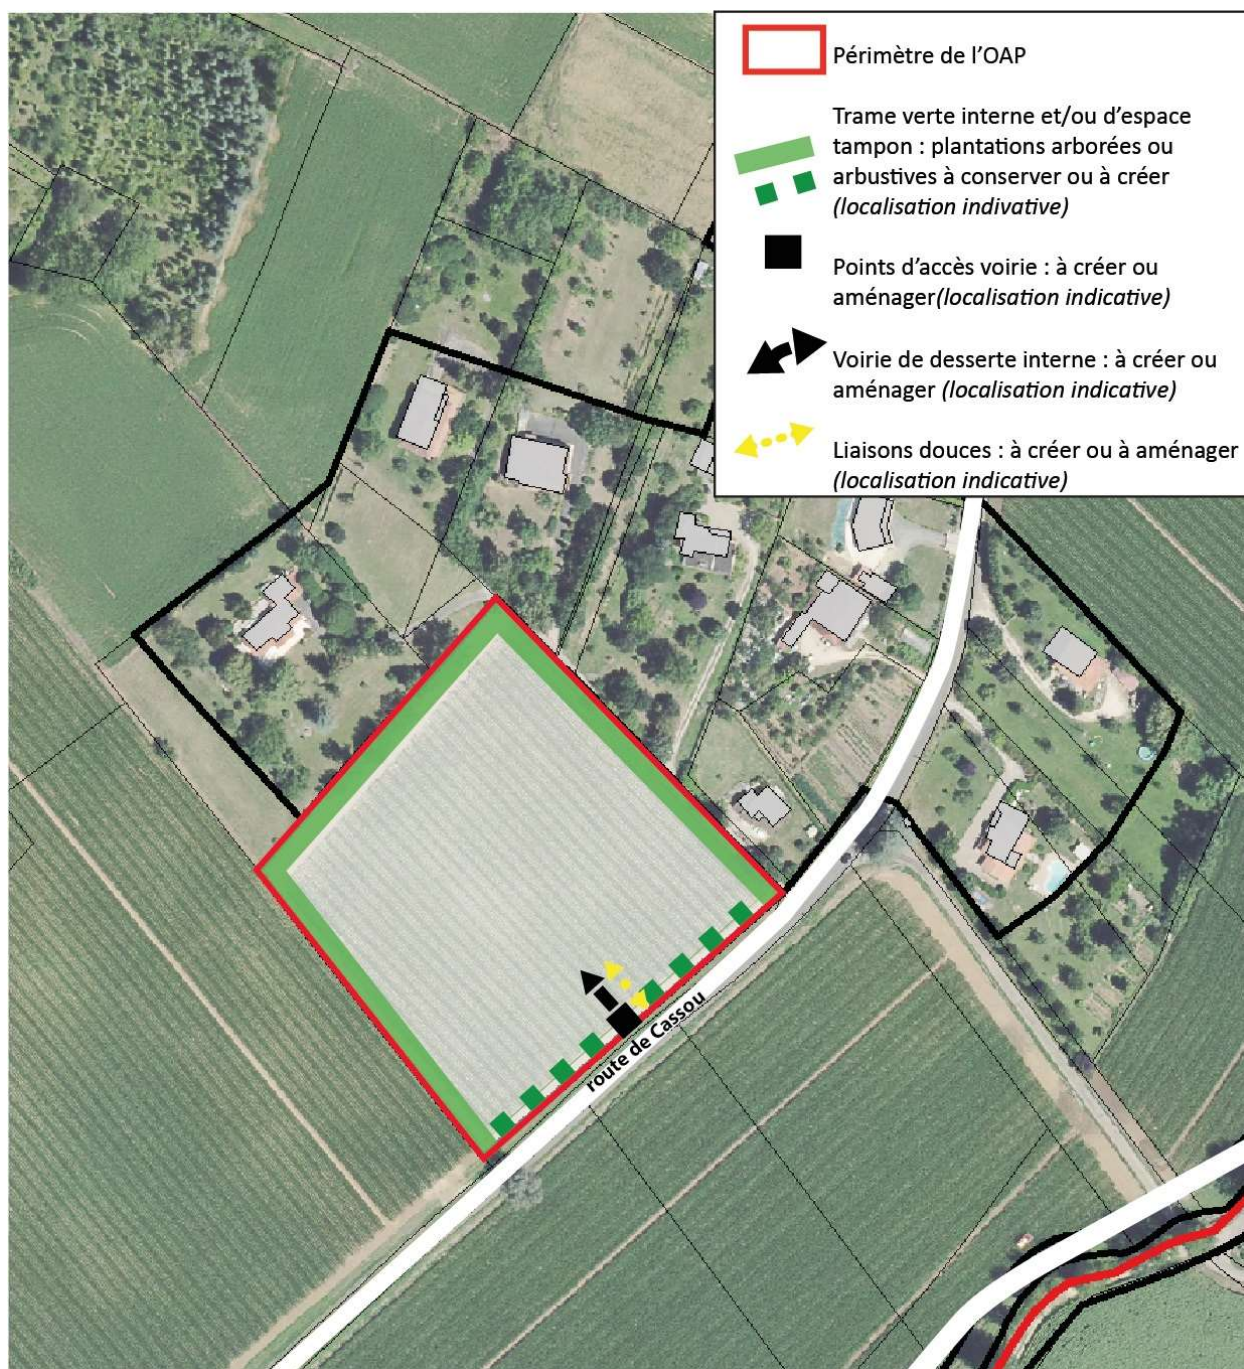 Périmètre de l'OAP
Trame verte interne et/ou d'espace
tampon : plantations arborées ou
arbustives à conserver ou à créer
(localisation indivative)
Points d'accès voirie : à créer ou
aménager(localisation indicative)
Voirie de desserte interne : à créer ou
aménager (localisation indicative)
Liaisons douces : à créer ou à aménager
(localisation indicative)
route de Cassou